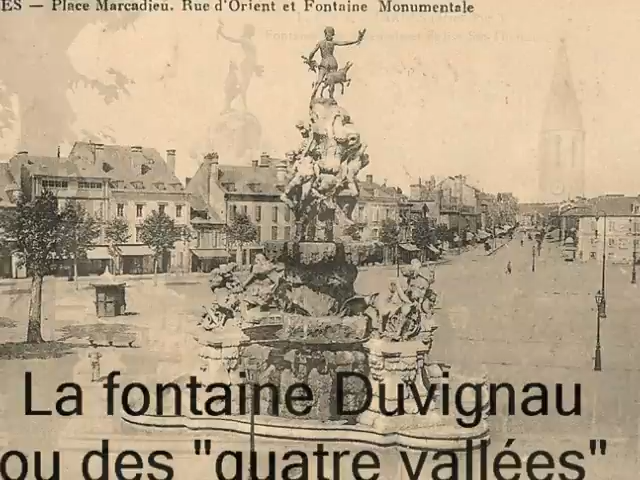 ES — Place Marcadieu. Rue d'Orient et Fontaine Monumentale
La fontaine Duvignau
ou des "quatre vallées"